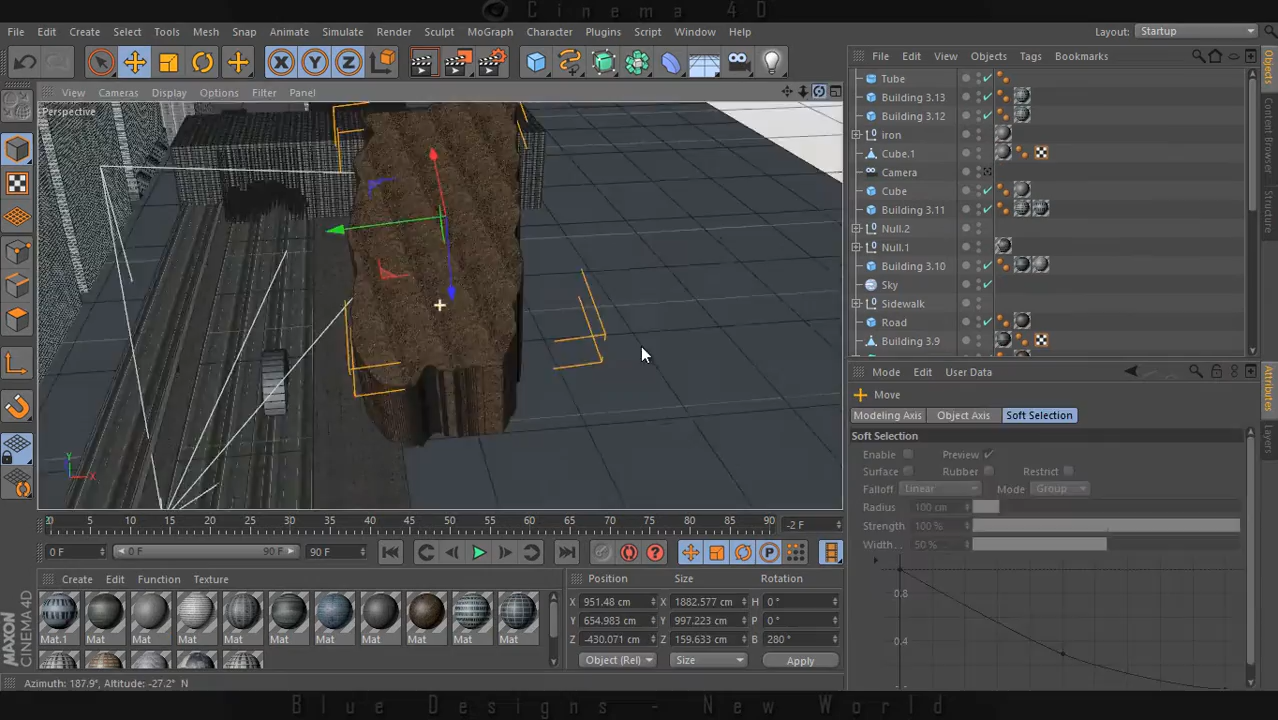 Cinema 4D
File Edit Create Select Tools Mesh Snap Animate Simulate Render Sculpt MoGraph Character Plugins Script Window Help Layout: Startup
File Edit View Objects Tags Bookmarks
View Cameras Display Options Filter Panel
Perspective
Tube
Building 3.13
Building 3.12
iron
Cube.1
Camera
Cube
Building 3.11
Null.2
Null.1
Building 3.10
Sky
Sidewalk
Road
Building 3.9
Objects
Content Browser
Structure
Mode Edit User Data
Move
Modeling Axis Object Axis Soft Selection
Soft Selection
Enable Preview
Surface Rubber Restrict
Falloff Linear Mode Group
Radius 100 cm
Strength 100 %
Width . 50 %
0.8
0.4
Attributes
Layers
Y
X
0 5 10 15 20 25 30 35 40 45 50 55 60 65 70 75 80 85 90 -2 F
0 F 0 F 90 F 90 F
Create Edit Function Texture
Mat.1 Mat Mat Mat Mat Mat Mat Mat Mat Mat Mat
Position Size Rotation
X 951.48 cm X 1882.577 cm H 0 °
Y 654.983 cm Y 997.223 cm P 0 °
Z -430.071 cm Z 159.633 cm B 280 °
Object (Rel) Size Apply
MAXON CINEMA 4D
Azimuth: 187.9°, Altitude: -27.2° N
Blue Designs - New World